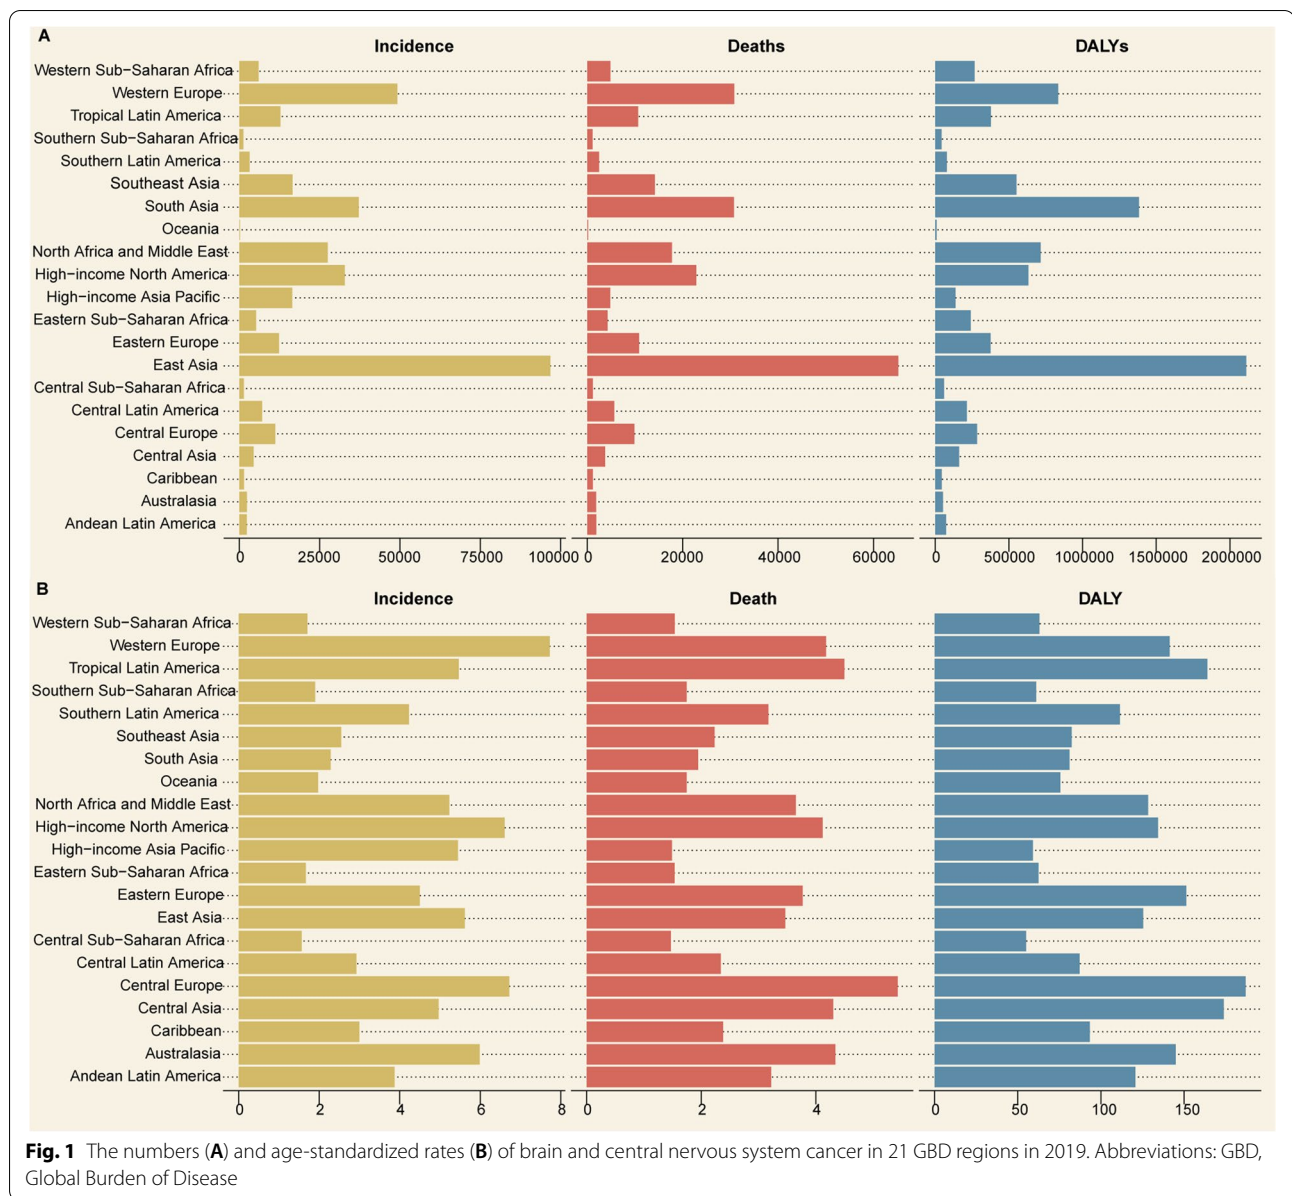 A
Incidence Deaths DALYs
Western Sub−Saharan Africa
Western Europe
Tropical Latin America
Southern Sub−Saharan Africa
Southern Latin America
Southeast Asia
South Asia
Oceania
North Africa and Middle East
High−income North America
High−income Asia Pacific
Eastern Sub−Saharan Africa
Eastern Europe
East Asia
Central Sub−Saharan Africa
Central Latin America
Central Europe
Central Asia
Caribbean
Australasia
Andean Latin America
0 25000 50000 75000 100000 0 20000 40000 60000 0 500000 1000000 1500000 2000000
B
Incidence Death DALY
Western Sub−Saharan Africa
Western Europe
Tropical Latin America
Southern Sub−Saharan Africa
Southern Latin America
Southeast Asia
South Asia
Oceania
North Africa and Middle East
High−income North America
High−income Asia Pacific
Eastern Sub−Saharan Africa
Eastern Europe
East Asia
Central Sub−Saharan Africa
Central Latin America
Central Europe
Central Asia
Caribbean
Australasia
Andean Latin America
0 2 4 6 8 0 2 4 0 50 100 150
Fig. 1 The numbers (A) and age-standardized rates (B) of brain and central nervous system cancer in 21 GBD regions in 2019. Abbreviations: GBD,
Global Burden of Disease